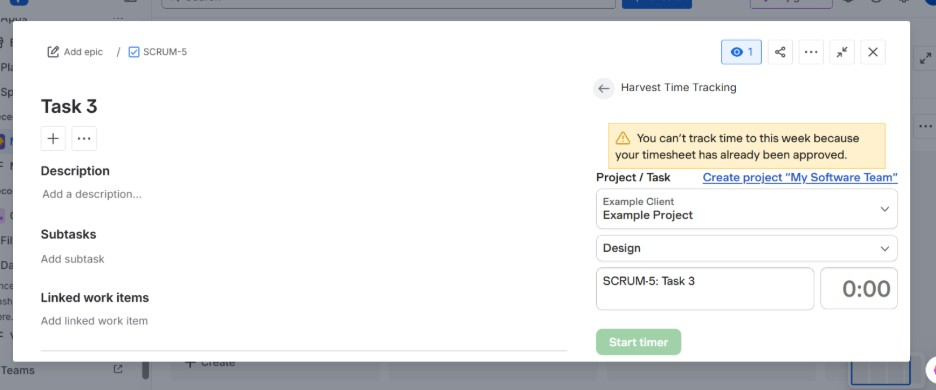 Add epic / SCRUM-5
1
Task 3
Description
Add a description...
Subtasks
Add subtask
Linked work items
Add linked work item
Harvest Time Tracking
You can't track time to this week because
your timesheet has already been approved.
Project / Task Create project “My Software Team”
Example Client
Example Project
Design
SCRUM-5: Task 3
0:00
Start timer
Teams
Create